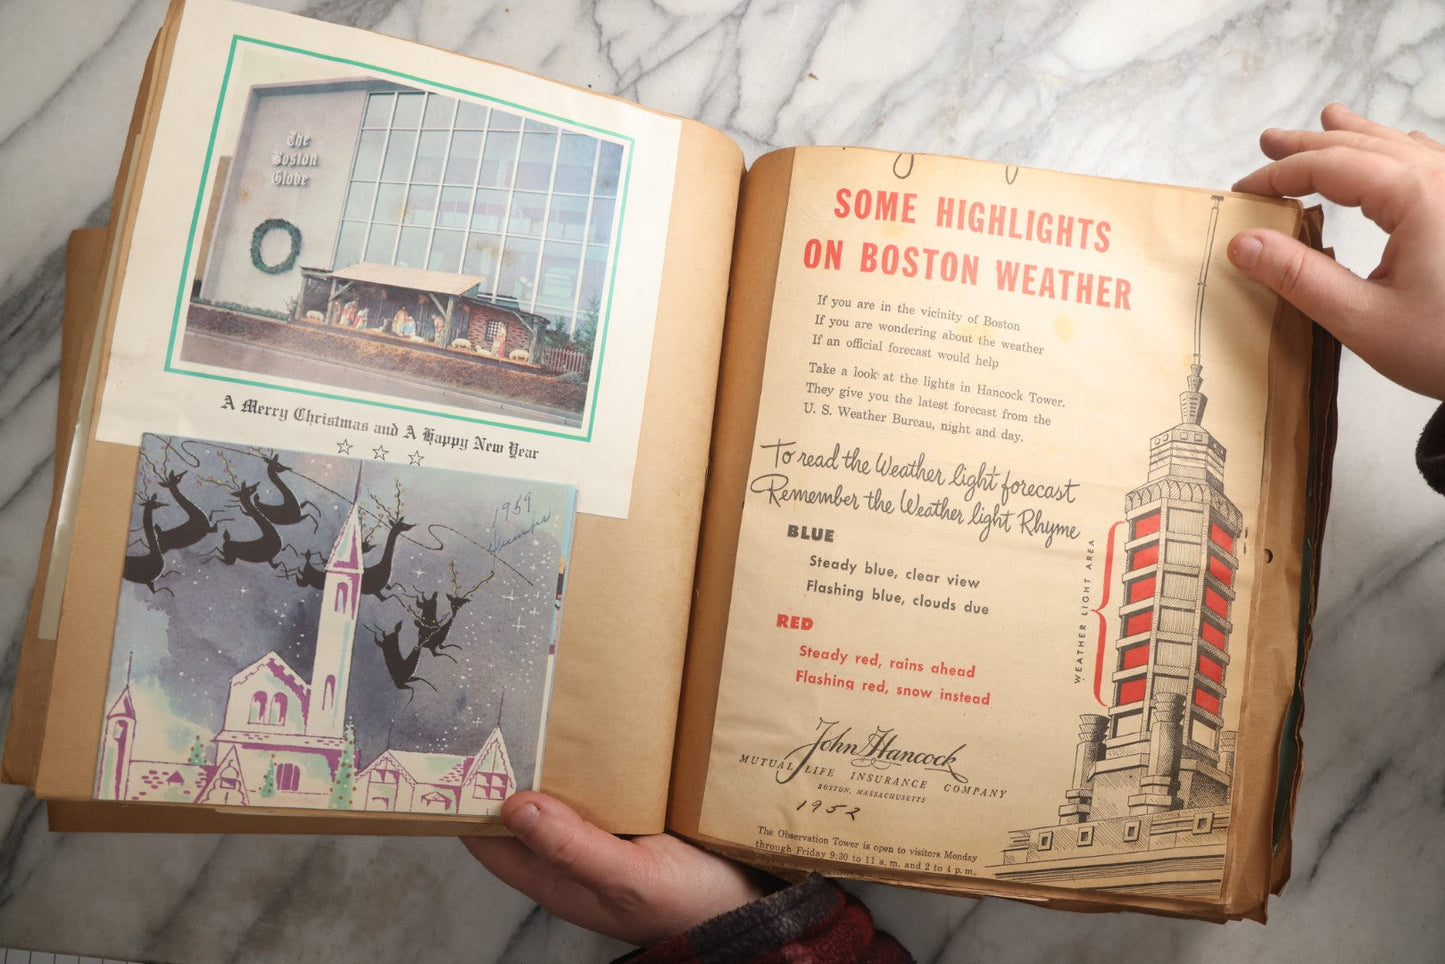 The
Boston
Globe
A Merry Christmas and A Happy New Year
1959
SOME HIGHLIGHTS
ON BOSTON WEATHER
If you are in the vicinity of Boston
If you are wondering about the weather
If an official forecast would help
Take a look at the lights in Hancock Tower.
They give you the latest forecast from the
U. S. Weather Bureau, night and day.
To read the Weather light forecast
Remember the Weather light Rhyme
BLUE
Steady blue, clear view
Flashing blue, clouds due
RED
Steady red, rains ahead
Flashing red, snow instead
WEATHER LIGHT AREA
John Hancock
MUTUAL LIFE INSURANCE COMPANY
BOSTON, MASSACHUSETTS
1952
The Observation Tower is open to visitors Monday
through Friday 9:30 to 11 a. m. and 2 to 4 p. m.